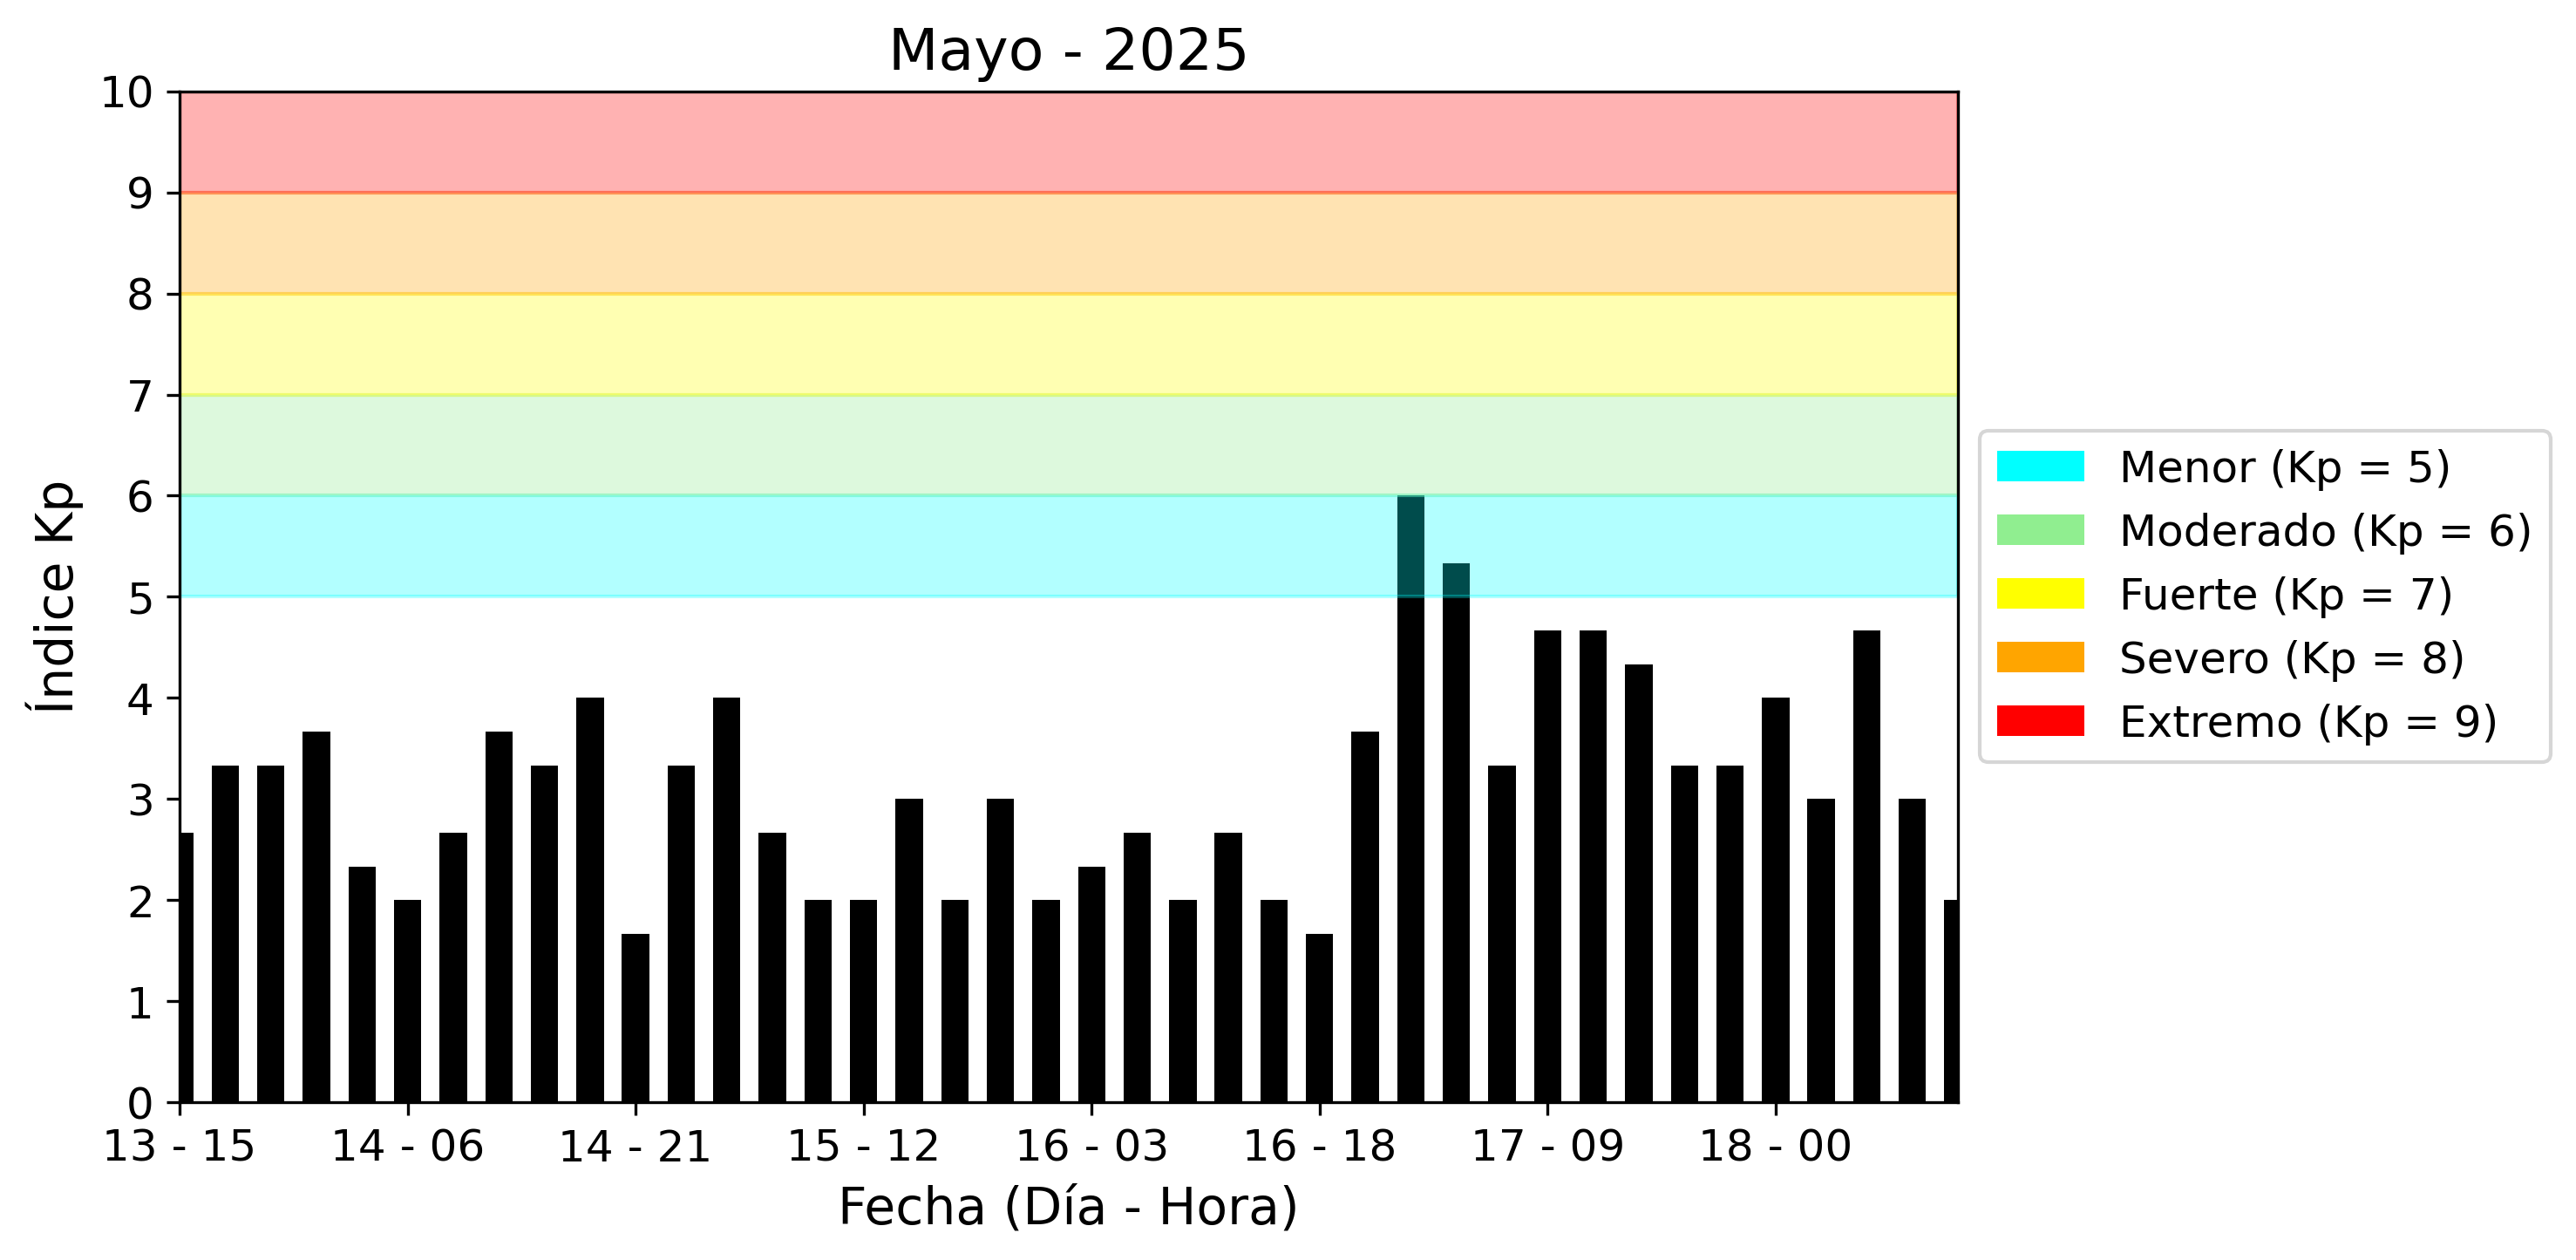 Mayo - 2025
10
9
8
7
6
5
4
3
2
1
0
Índice Kp
13 - 15
14 - 06
14 - 21
15 - 12
16 - 03
16 - 18
17 - 09
18 - 00
Fecha (Día - Hora)
Menor (Kp = 5)
Moderado (Kp = 6)
Fuerte (Kp = 7)
Severo (Kp = 8)
Extremo (Kp = 9)